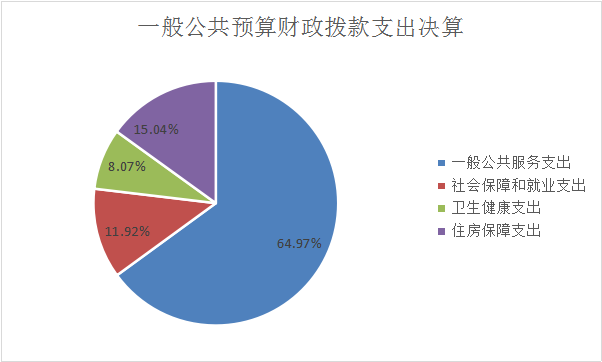 一般公共预算财政拨款支出决算
15.04%
8.07%
11.92%
64.97%
一般公共服务支出
社会保障和就业支出
卫生健康支出
住房保障支出